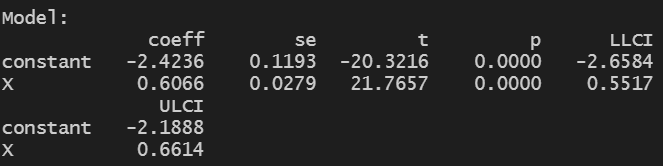 Model:
coeff se t p LLCI
constant -2.4236 0.1193 -20.3216 0.0000 -2.6584
X 0.6066 0.0279 21.7657 0.0000 0.5517
ULCI
constant -2.1888
X 0.6614